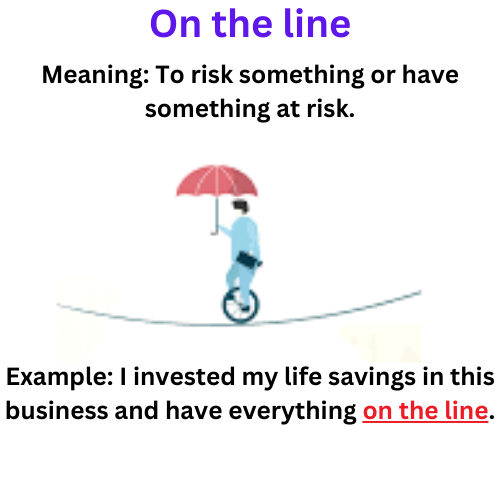 On the line
Meaning: To risk something or have
something at risk.
Example: I invested my life savings in this
business and have everything on the line.